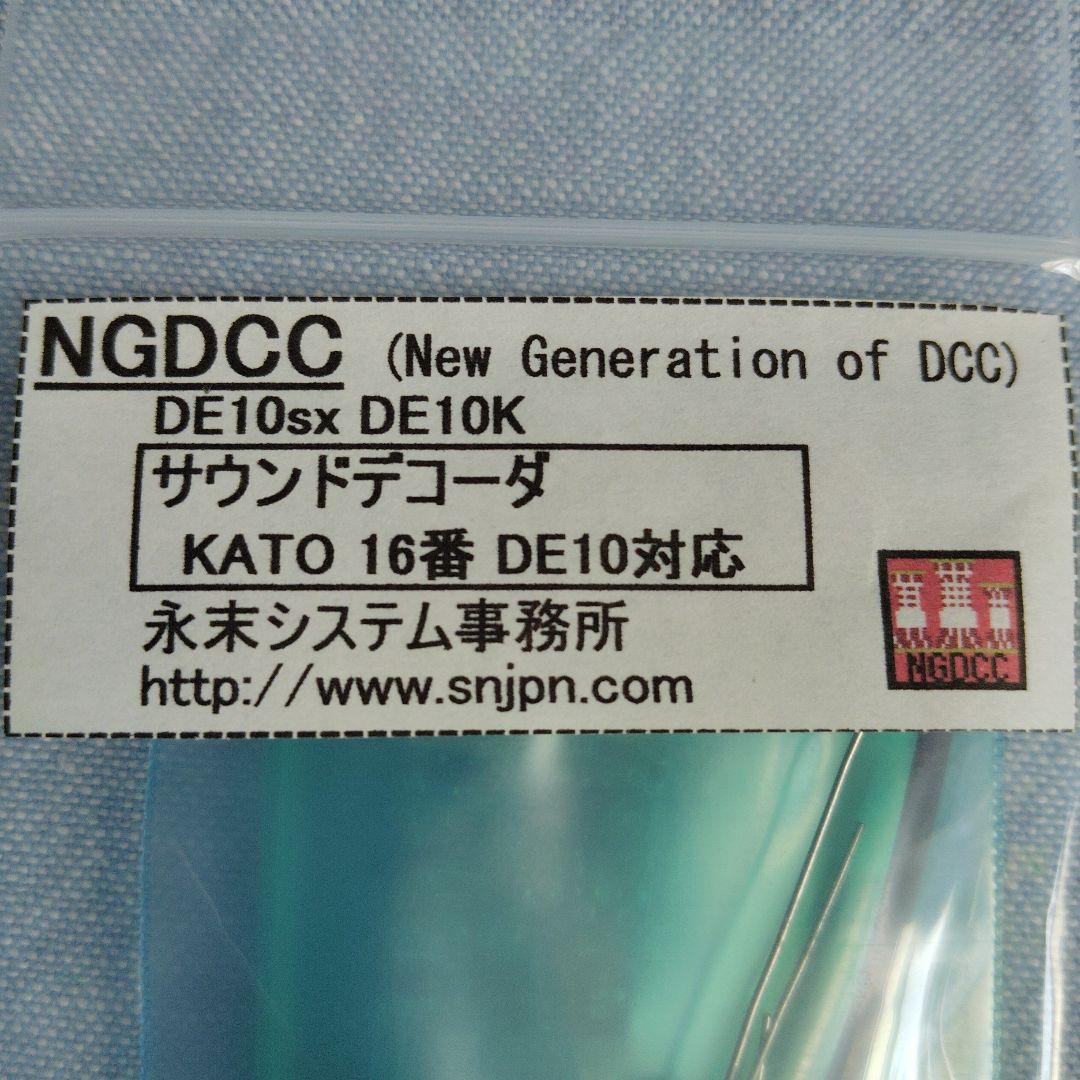 NGDCC (New Generation of DCC)
DE10sx DE10K
サウンドデコーダ
KATO 16番 DE10対応
永末システム事務所
http://www.snjpn.com
NGDCC